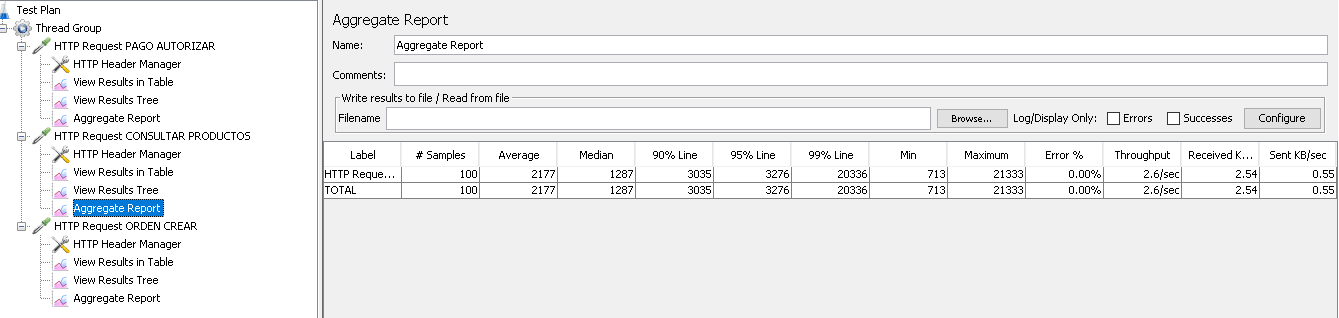 Test Plan
Thread Group
HTTP Request PAGO AUTORIZAR
HTTP Header Manager
View Results in Table
View Results Tree
Aggregate Report
HTTP Request CONSULTAR PRODUCTOS
HTTP Header Manager
View Results in Table
View Results Tree
Aggregate Report
HTTP Request ORDEN CREAR
HTTP Header Manager
View Results in Table
View Results Tree
Aggregate Report
Aggregate Report
Name: Aggregate Report
Comments:
Write results to file / Read from file
Filename Browse... Log/Display Only: Errors Successes Configure
Label # Samples Average Median 90% Line 95% Line 99% Line Min Maximum Error % Throughput Received K... Sent KB/sec
HTTP Reque... 100 2177 1287 3035 3276 20336 713 21333 0.00% 2.6/sec 2.54 0.55
TOTAL 100 2177 1287 3035 3276 20336 713 21333 0.00% 2.6/sec 2.54 0.55